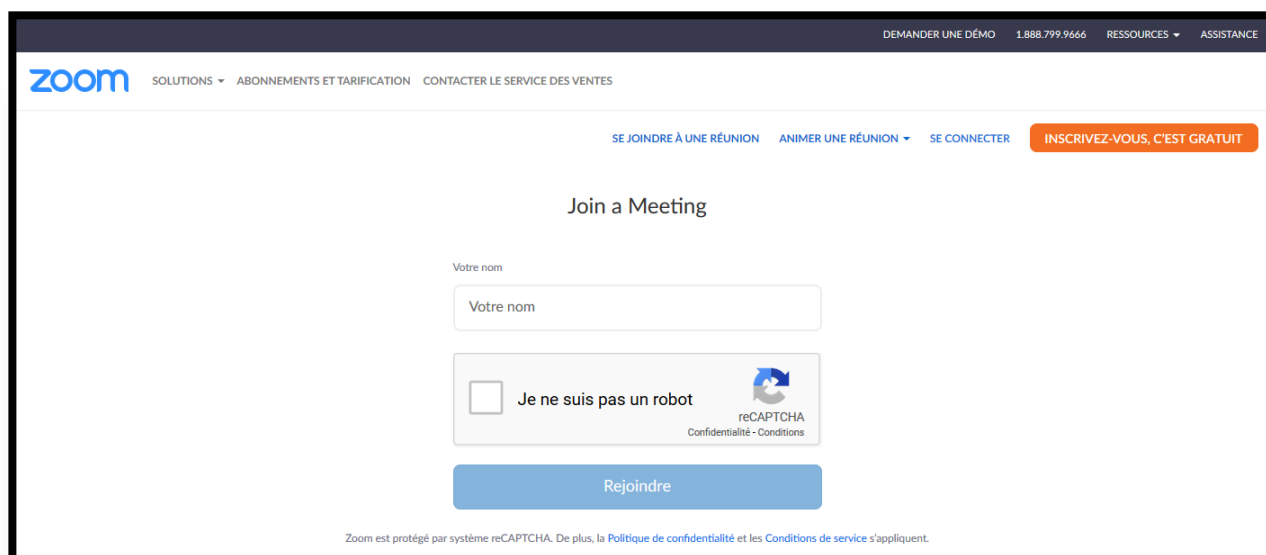 DEMANDER UNE DÉMO 1.888.799.9666 RESSOURCES ASSISTANCE
zoom SOLUTIONS ABONNEMENTS ET TARIFICATION CONTACTER LE SERVICE DES VENTES
SE JOINDRE À UNE RÉUNION ANIMER UNE RÉUNION SE CONNECTER INSCRIVEZ-VOUS, C'EST GRATUIT
Join a Meeting
Votre nom
Votre nom
Je ne suis pas un robot
reCAPTCHA
Confidentialité - Conditions
Rejoindre
Zoom est protégé par système reCAPTCHA. De plus, la Politique de confidentialité et les Conditions de service s'appliquent.